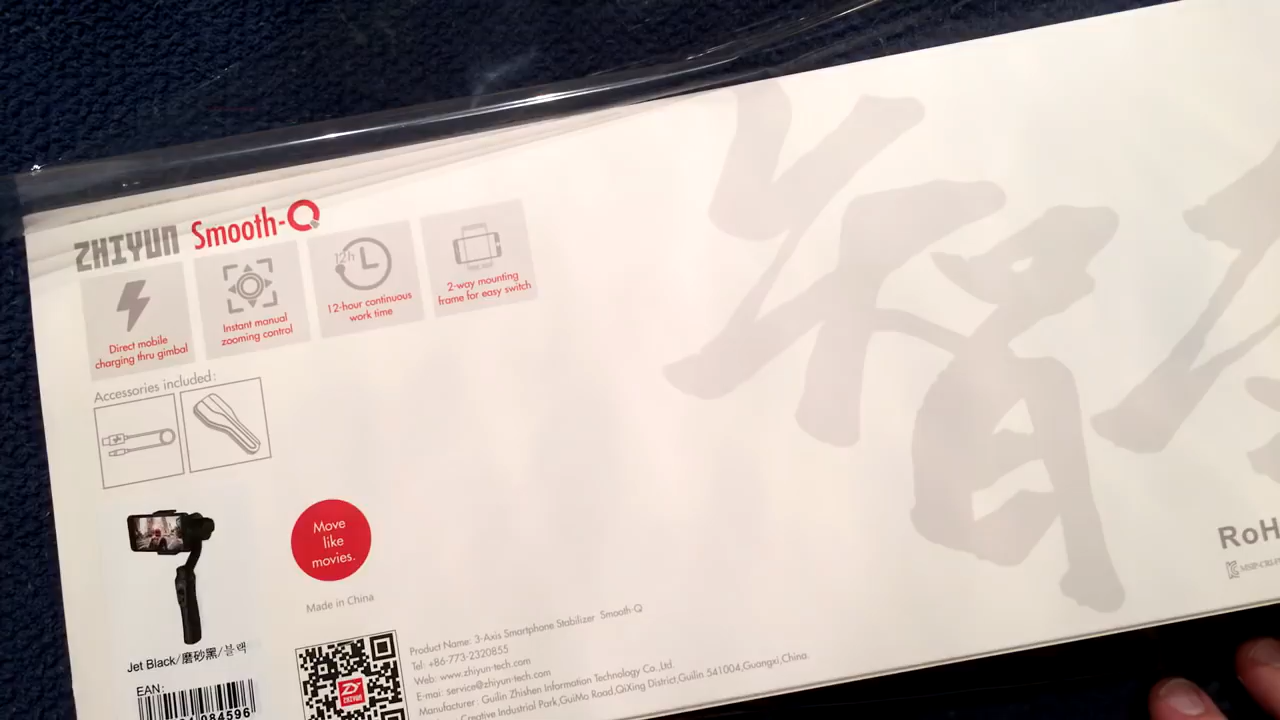 ZHIYUN Smooth-Q
Direct mobile
charging thru gimbal
Instant manual
zooming control
12h
12-hour continuous
work time
2-way mounting
frame for easy switch
Accessories included:
智
Move
like
movies.
Made in China
Jet Black/磨砂黑/블랙
EAN:
084596
ZHIYUN
Product Name: 3-Axis Smartphone Stabilizer Smooth-Q
Tel: +86-773-2320855
Web: www.zhiyun-tech.com
E-mai: service@zhiyun-tech.com
Manufacturer: Guilin Zhishen Information Technology Co.,Ltd.
Creative Industrial Park,GuiMo Road,QiXing District,Guilin 541004,Guangxi,China.
RoH